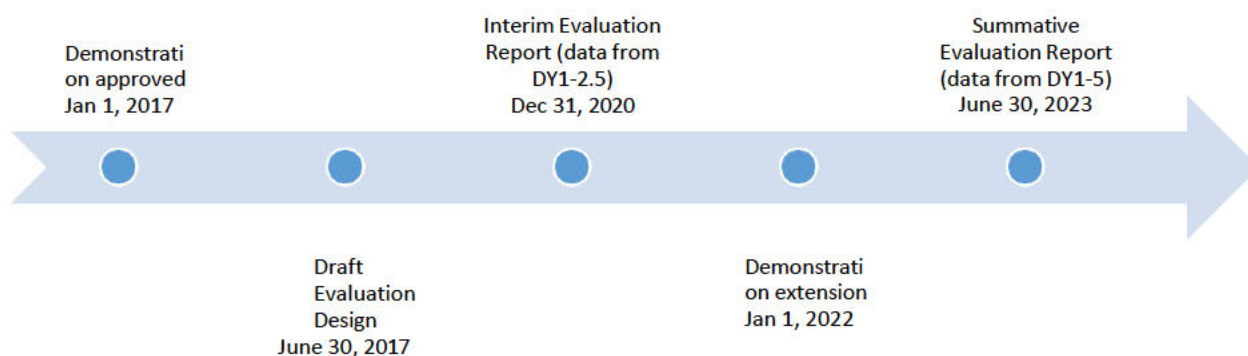 Demonstrati
on approved
Jan 1, 2017
Draft
Evaluation
Design
June 30, 2017
Interim Evaluation
Report (data from
DY1-2.5)
Dec 31, 2020
Demonstrati
on extension
Jan 1, 2022
Summative
Evaluation Report
(data from DY1-5)
June 30, 2023